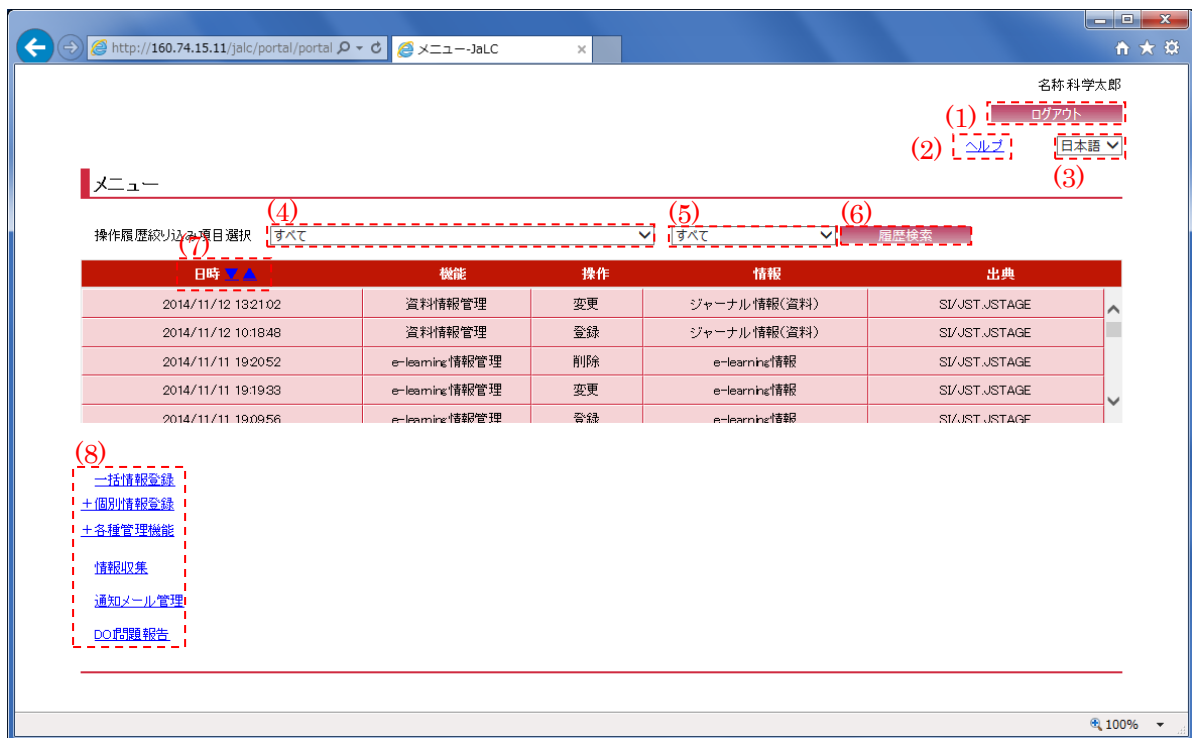 http://160.74.15.11/jalc/portal/portal
メニュー-JaLC
名称 科学太郎
(1) ログアウト
(2) ヘルプ 日本語
(3)
メニュー
(4) (5) (6)
操作履歴絞り込み項目選択 すべて すべて 履歴検索
(7)
日時 ▼ ▲ 機能 操作 情報 出典
2014/11/12 13:21:02 資料情報管理 変更 ジャーナル情報(資料) SI/JST.JSTAGE
2014/11/12 10:18:48 資料情報管理 登録 ジャーナル情報(資料) SI/JST.JSTAGE
2014/11/11 19:20:52 e-learning情報管理 削除 e-learning情報 SI/JST.JSTAGE
2014/11/11 19:19:33 e-learning情報管理 変更 e-learning情報 SI/JST.JSTAGE
2014/11/11 19:09:56 e-learning情報管理 登録 e-learning情報 SI/JST.JSTAGE
(8)
一括情報登録
+個別情報登録
+各種管理機能
情報収集
通知メール管理
DOI問題報告
100%